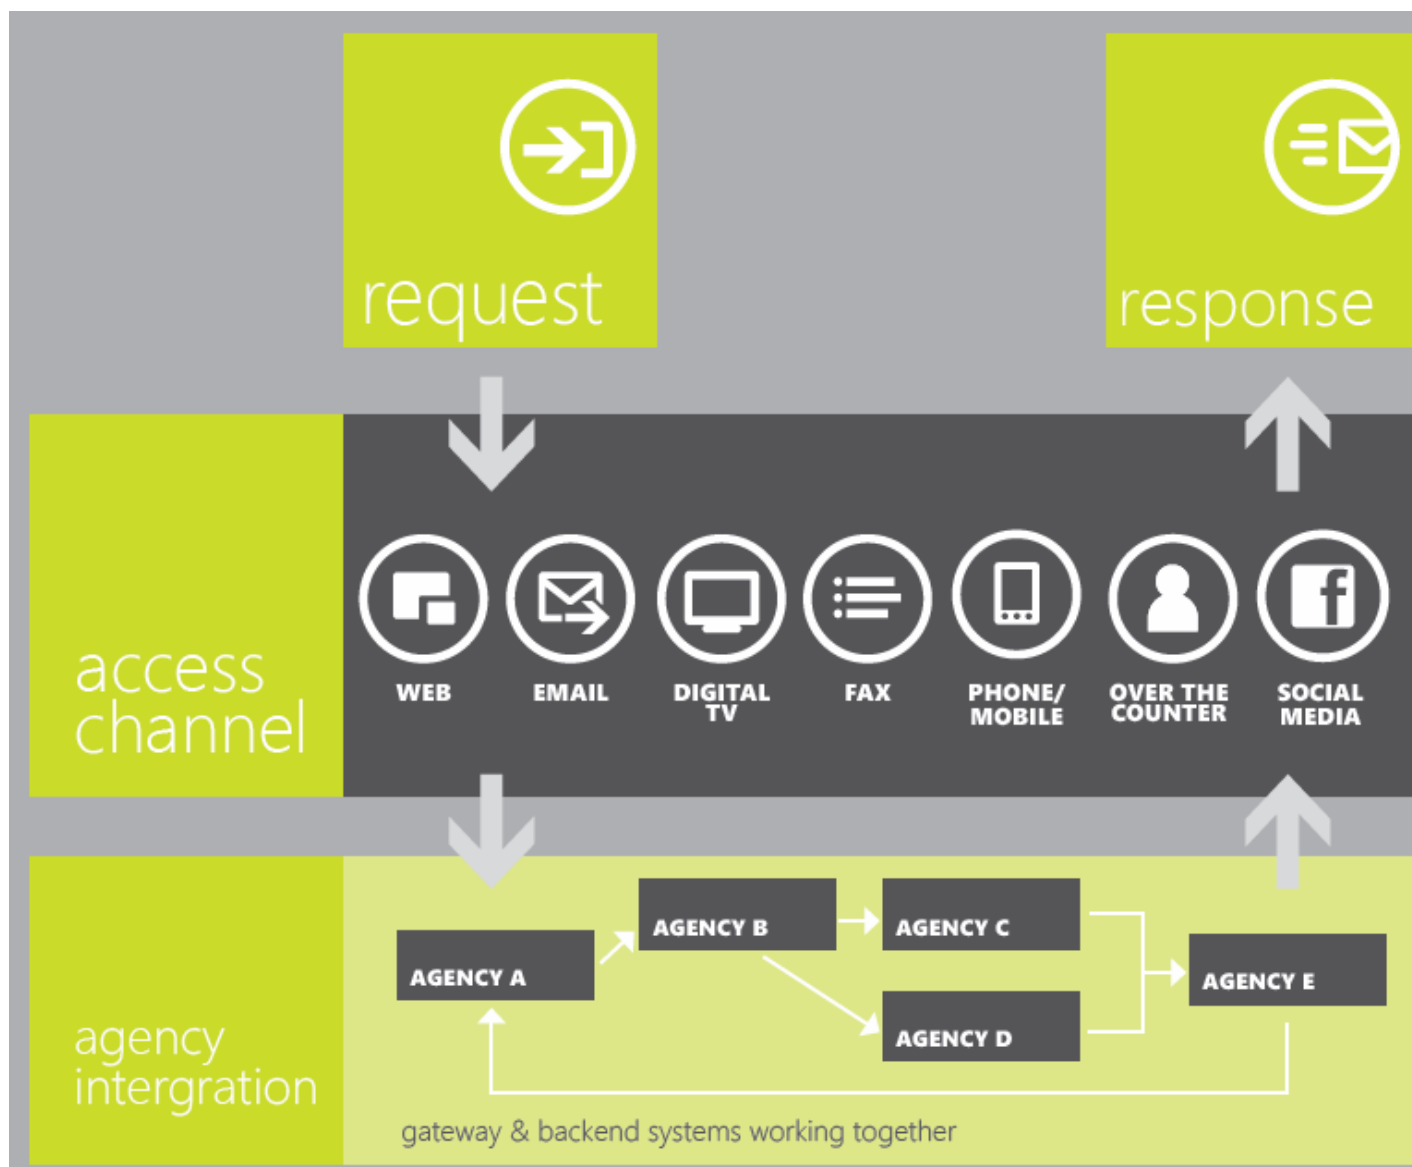 request
response
access
channel
WEB
EMAIL
DIGITAL
TV
FAX
PHONE/
MOBILE
OVER THE
COUNTER
SOCIAL
MEDIA
agency
intergration
AGENCY A
AGENCY B
AGENCY C
AGENCY D
AGENCY E
gateway & backend systems working together